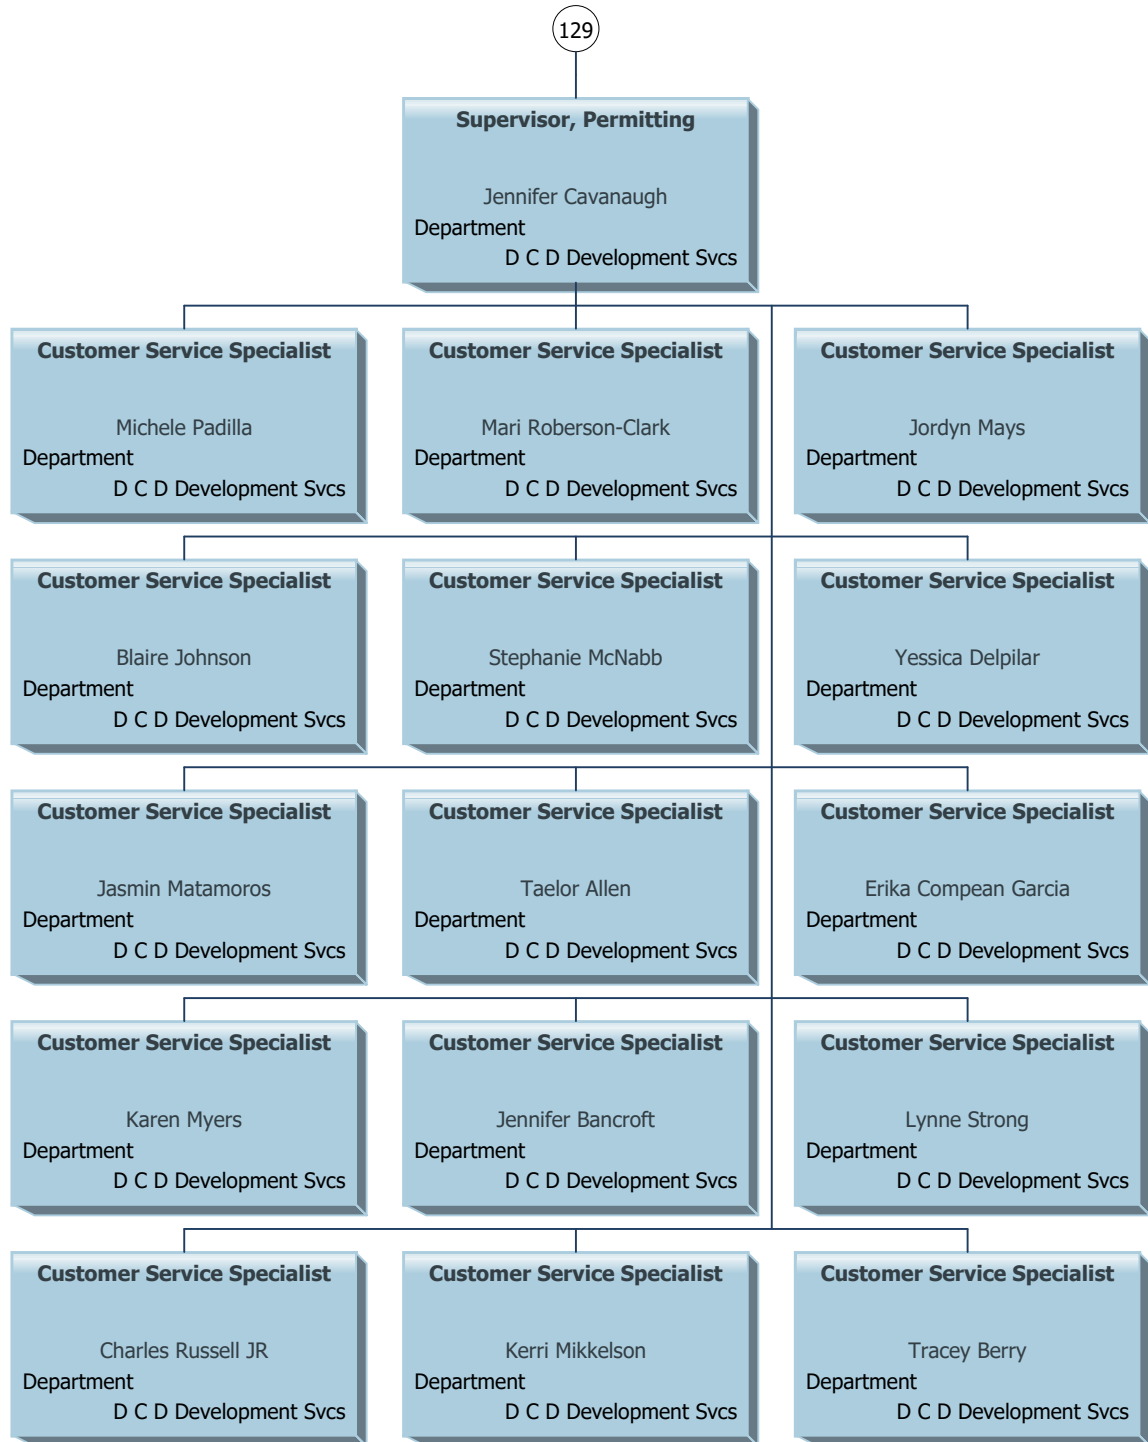 129
Supervisor, Permitting
Jennifer Cavanaugh
Department
D C D Development Svcs
Customer Service Specialist
Michele Padilla
Department
D C D Development Svcs
Customer Service Specialist
Mari Roberson-Clark
Department
D C D Development Svcs
Customer Service Specialist
Jordyn Mays
Department
D C D Development Svcs
Customer Service Specialist
Blaire Johnson
Department
D C D Development Svcs
Customer Service Specialist
Stephanie McNabb
Department
D C D Development Svcs
Customer Service Specialist
Yessica Delpilar
Department
D C D Development Svcs
Customer Service Specialist
Jasmin Matamoros
Department
D C D Development Svcs
Customer Service Specialist
Taelor Allen
Department
D C D Development Svcs
Customer Service Specialist
Erika Compean Garcia
Department
D C D Development Svcs
Customer Service Specialist
Karen Myers
Department
D C D Development Svcs
Customer Service Specialist
Jennifer Bancroft
Department
D C D Development Svcs
Customer Service Specialist
Lynne Strong
Department
D C D Development Svcs
Customer Service Specialist
Charles Russell JR
Department
D C D Development Svcs
Customer Service Specialist
Kerri Mikkelson
Department
D C D Development Svcs
Customer Service Specialist
Tracey Berry
Department
D C D Development Svcs